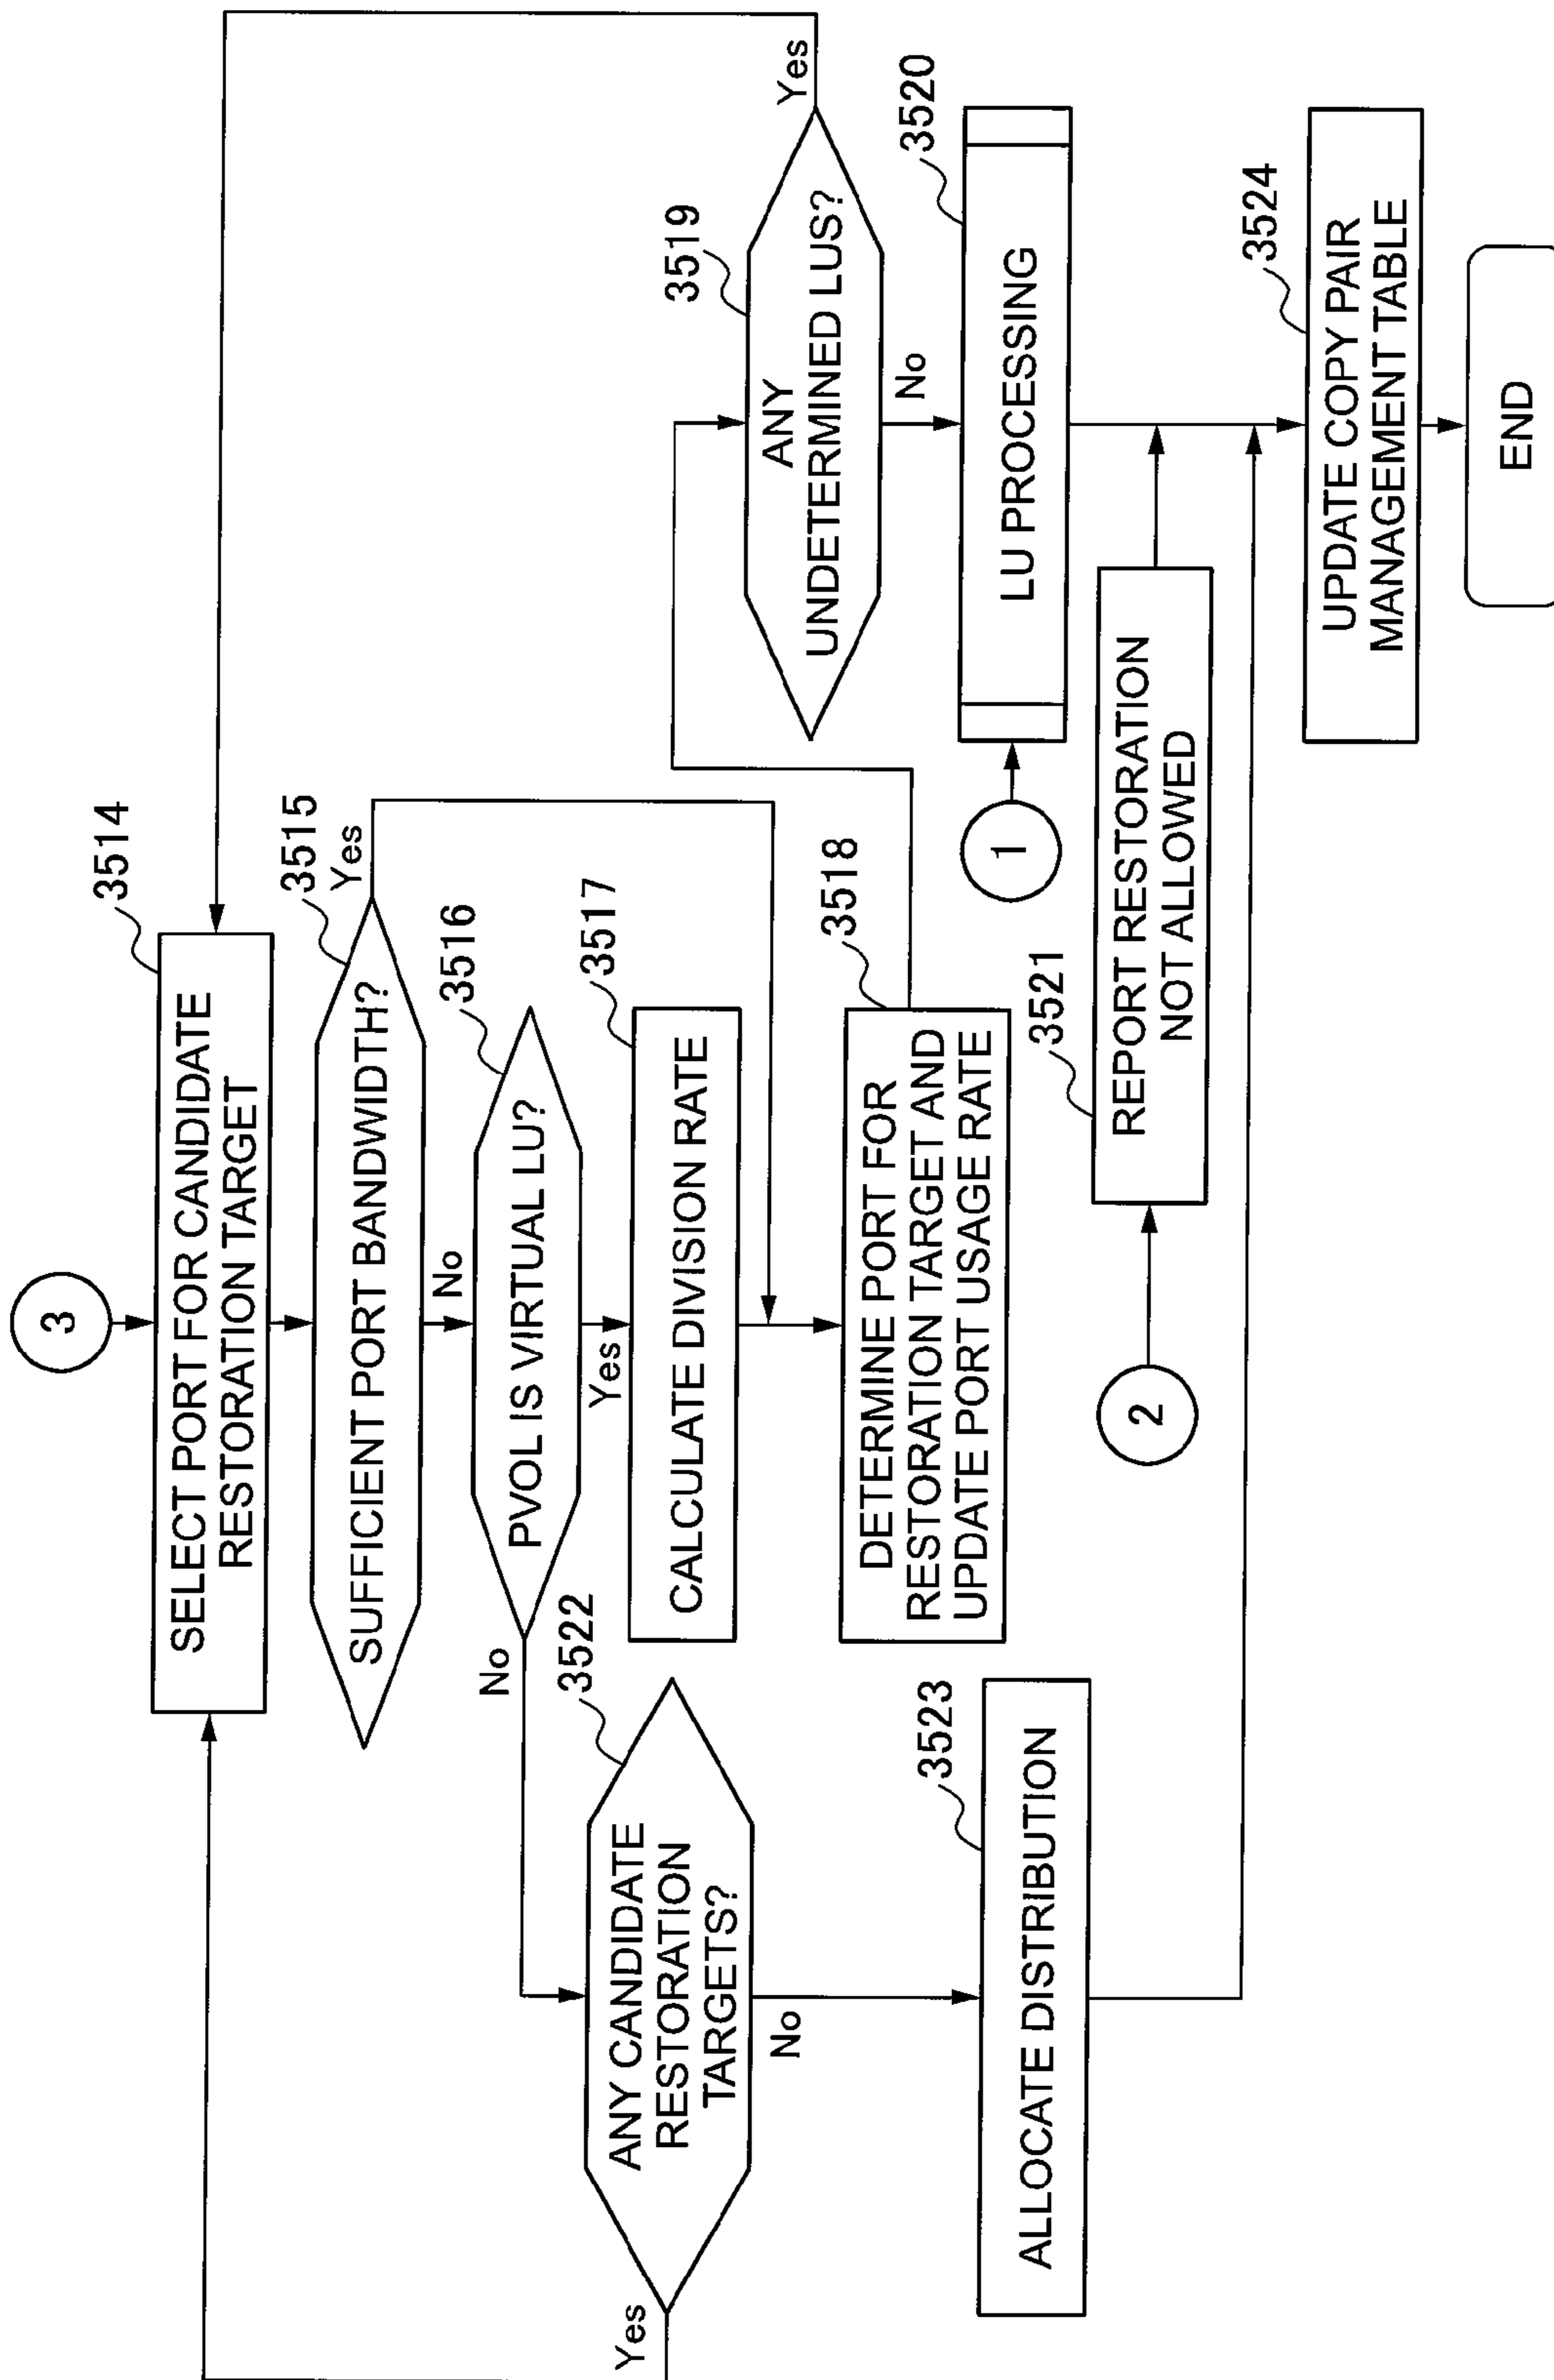 3
3514
SELECT PORT FOR CANDIDATE
RESTORATION TARGET
3515
SUFFICIENT PORT BANDWIDTH?
Yes
No
3516
PVOL IS VIRTUAL LU?
No
Yes
3517
CALCULATE DIVISION RATE
3518
DETERMINE PORT FOR
RESTORATION TARGET AND
UPDATE PORT USAGE RATE
3522
ANY CANDIDATE
RESTORATION
TARGETS?
Yes
No
3523
ALLOCATE DISTRIBUTION
3519
ANY
UNDETERMINED LUS?
Yes
No
3520
LU PROCESSING
1
3521
REPORT RESTORATION
NOT ALLOWED
2
3524
UPDATE COPY PAIR
MANAGEMENT TABLE
END